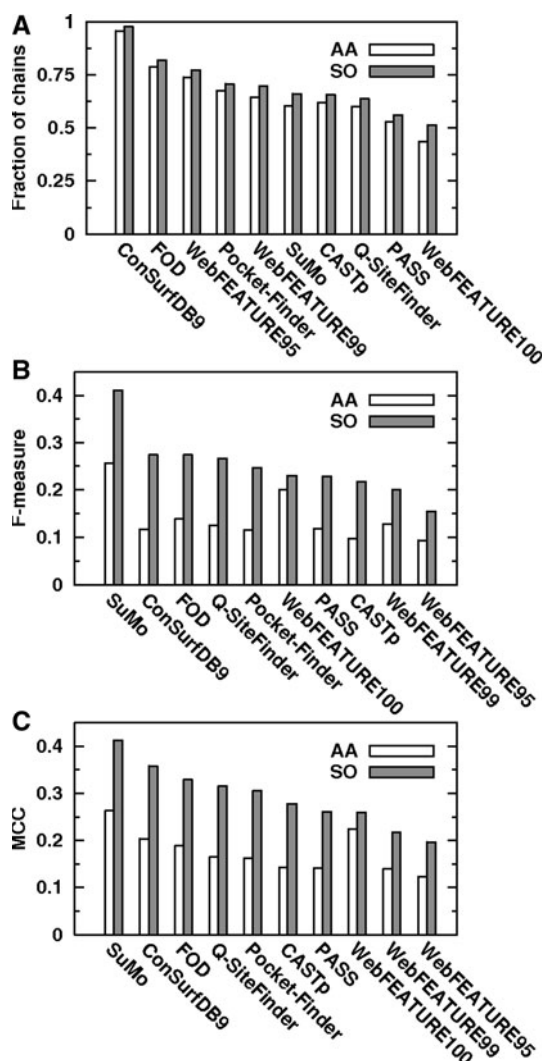 A
Fraction of chains
1
0.75
0.5
0.25
0
AA
SO
ConSurfDB9
FOD
WebFEATURE95
Pocket-Finder
WebFEATURE99
SuMo
CASTp
Q-SiteFinder
PASS
WebFEATURE100
B
F-measure
0.4
0.3
0.2
0.1
0
AA
SO
SuMo
ConSurfDB9
FOD
Q-SiteFinder
Pocket-Finder
WebFEATURE100
PASS
CASTp
WebFEATURE99
WebFEATURE95
C
MCC
0.4
0.3
0.2
0.1
0
AA
SO
SuMo
ConSurfDB9
FOD
Q-SiteFinder
Pocket-Finder
CASTp
PASS
WebFEATURE100
WebFEATURE99
WebFEATURE95